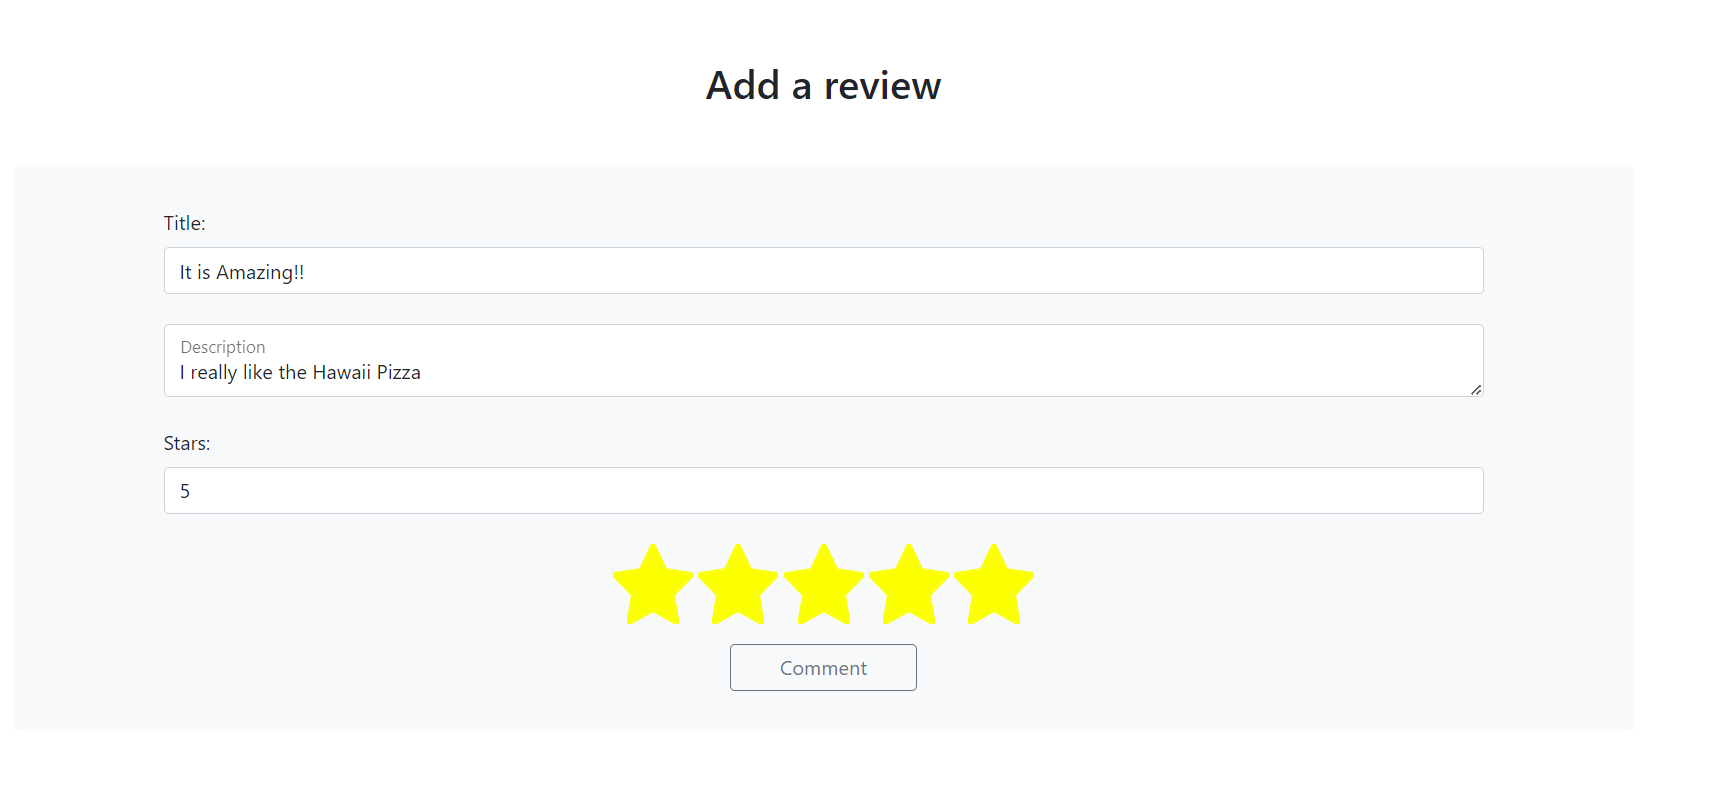 Add a review
Title:
It is Amazing!!
Description
I really like the Hawaii Pizza
Stars:
5
Comment